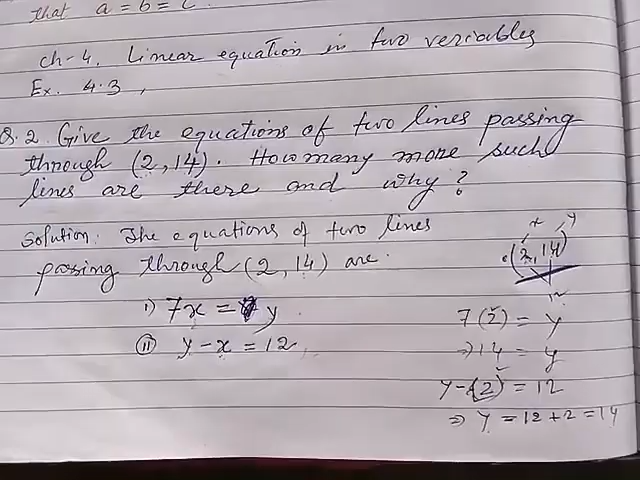 that a = b = c.
ch-4. Linear equation in two veriables
Ex. 4.3,
Q.2. Give the equations of two lines passing
through (2,14). How many more such
lines are there and why?
Solution: The equations of two lines
passing through (2,14) are.
i) 7x = y
(ii) y - x = 12.
x y
(2,14)
7(2) = y
⇒ 14 = y
y-(2) = 12
⇒ y = 12+2 = 14